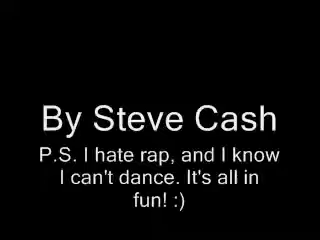 By Steve Cash
P.S. I hate rap, and I know
I can't dance. It's all in
fun! :)